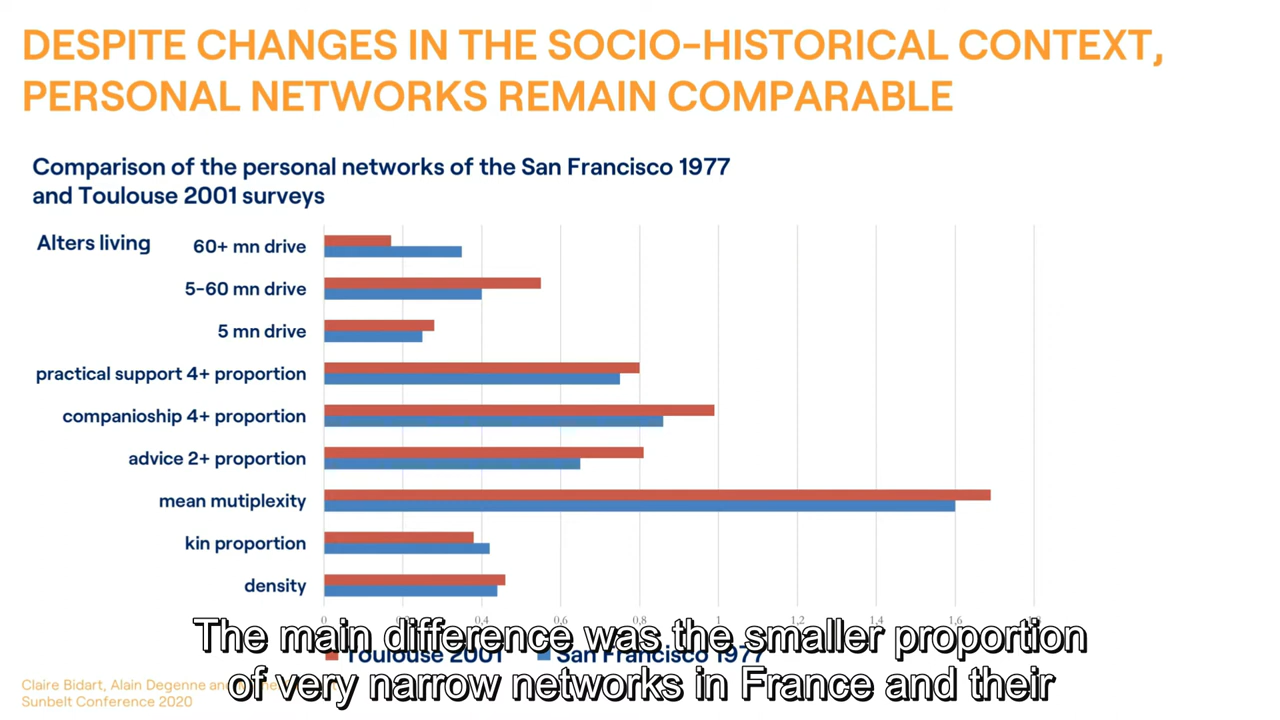 DESPITE CHANGES IN THE SOCIO-HISTORICAL CONTEXT,
PERSONAL NETWORKS REMAIN COMPARABLE
Comparison of the personal networks of the San Francisco 1977
and Toulouse 2001 surveys
Alters living
60+ mn drive
5-60 mn drive
5 mn drive
practical support 4+ proportion
companioship 4+ proportion
advice 2+ proportion
mean mutiplexity
kin proportion
density
0 0,4 0,6 0,8 1 1,2 1,4 1,6 1,8
Toulouse 2001 San Francisco 1977
The main difference was the smaller proportion
of very narrow networks in France and their
Claire Bidart, Alain Degenne and
Sunbelt Conference 2020